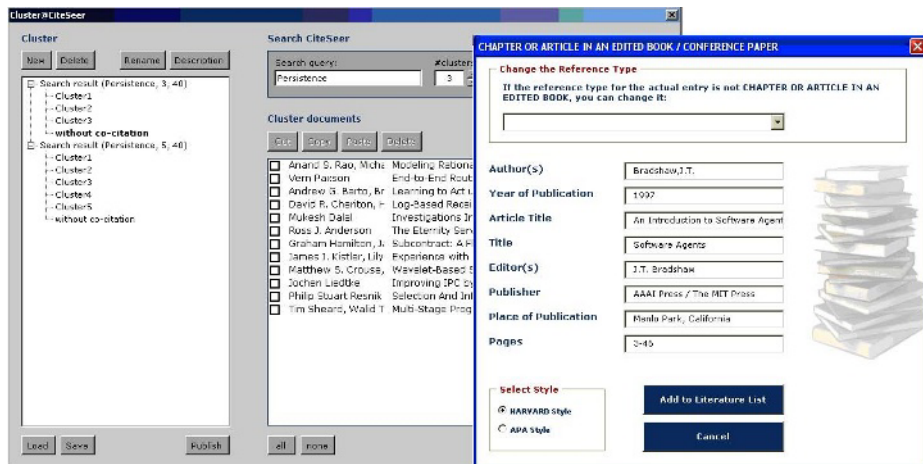 Cluster@CiteSeer
Cluster
New Delete Rename Description
Search result (Persistence, 3, 40)
Cluster1
Cluster2
Cluster3
without co-citation
Search result (Persistence, 5, 40)
Cluster1
Cluster2
Cluster3
Cluster4
Cluster5
without co-citation
Load Save Publish
Search CiteSeer
Search query: #cluster:
Persistence 3
Cluster documents
Cut Copy Paste Delete
Anand S. Rao, Micha Modeling Rationa
Vern Paxson End-to-End Rout
Andrew G. Barto, Br Learning to Act u
David R. Cheriton, H Log-Based Recei
Mukesh Dalal Investigations In
Ross J. Anderson The Eternity Serv
Graham Hamilton, J. Subcontract: A Fl
James J. Kistler, Lily Experience with
Matthew S. Crouse, Wavelet-Based S
Jochen Liedtke Improving IPC by
Philip Stuart Resnik Selection And Inf
Tim Sheard, Walid T Multi-Stage Prog
all none
CHAPTER OR ARTICLE IN AN EDITED BOOK / CONFERENCE PAPER
Change the Reference Type
If the reference type for the actual entry is not CHAPTER OR ARTICLE IN AN
EDITED BOOK, you can change it:
Author(s) Bradshaw,J.T.
Year of Publication 1997
Article Title An Introduction to Software Agent
Title Software Agents
Editor(s) J.T. Bradshaw
Publisher AAAI Press / The MIT Press
Place of Publication Menlo Park, California
Pages 3-46
Select Style
HARVARD Style
APA Style
Add to Literature List
Cancel